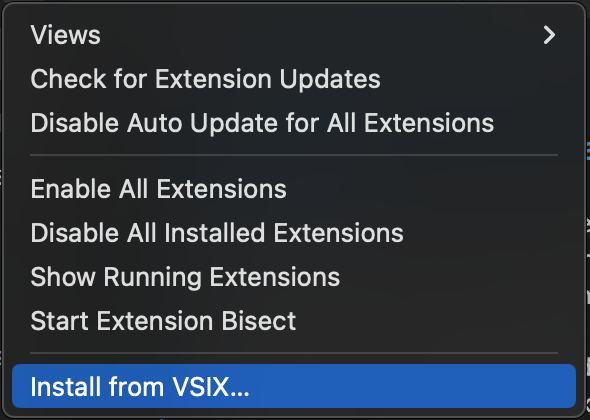 Views
Check for Extension Updates
Disable Auto Update for All Extensions
Enable All Extensions
Disable All Installed Extensions
Show Running Extensions
Start Extension Bisect
Install from VSIX...